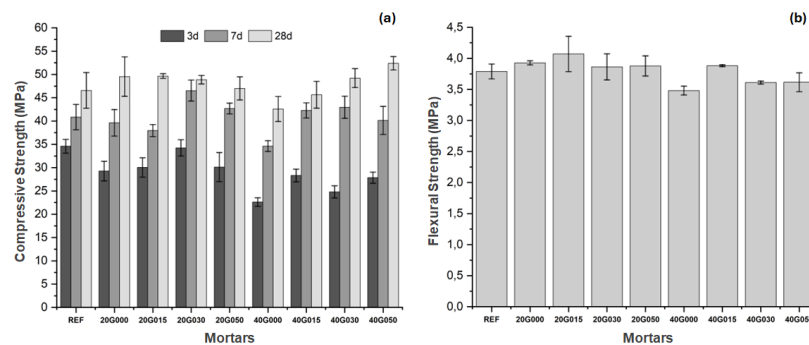 (a)
3d 7d 28d
Compressive Strength (MPa)
60
55
50
45
40
35
30
25
20
15
10
5
0
REF 20G000 20G015 20G030 20G050 40G000 40G015 40G030 40G050
Mortars
(b)
Flexural Strength (MPa)
4,5
4,0
3,5
3,0
2,5
2,0
1,5
1,0
0,5
0,0
REF 20G000 20G015 20G030 20G050 40G000 40G015 40G030 40G05
Mortars